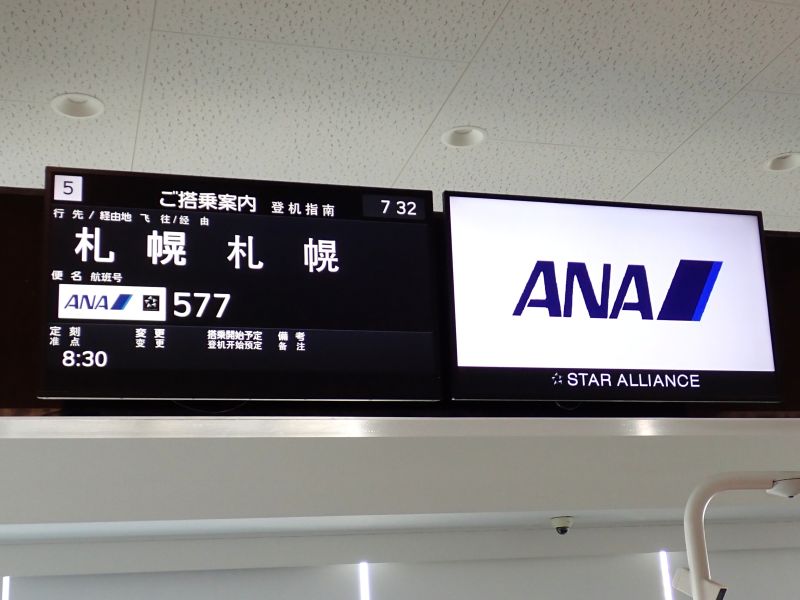 5 ご搭乗案内 登机指南 7 32
行先/経由地 飞往/经由
札幌 札幌
便名 航班号
ANA 577
定刻 変更 搭乗開始予定 備考
准点 变更 登机开始预定 备注
8:30
ANA
STAR ALLIANCE